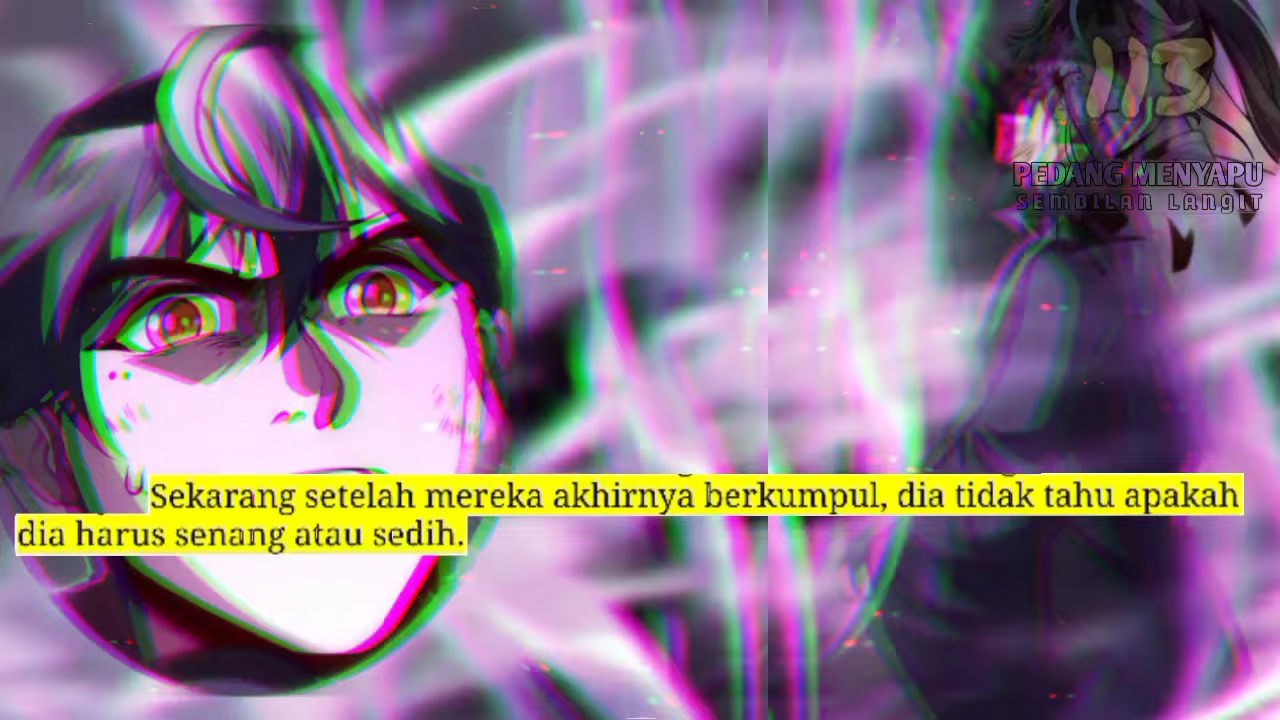 113
PEDANG MENYAPU
SEMBILAN LANGIT
Sekarang setelah mereka akhirnya berkumpul, dia tidak tahu apakah
dia harus senang atau sedih.